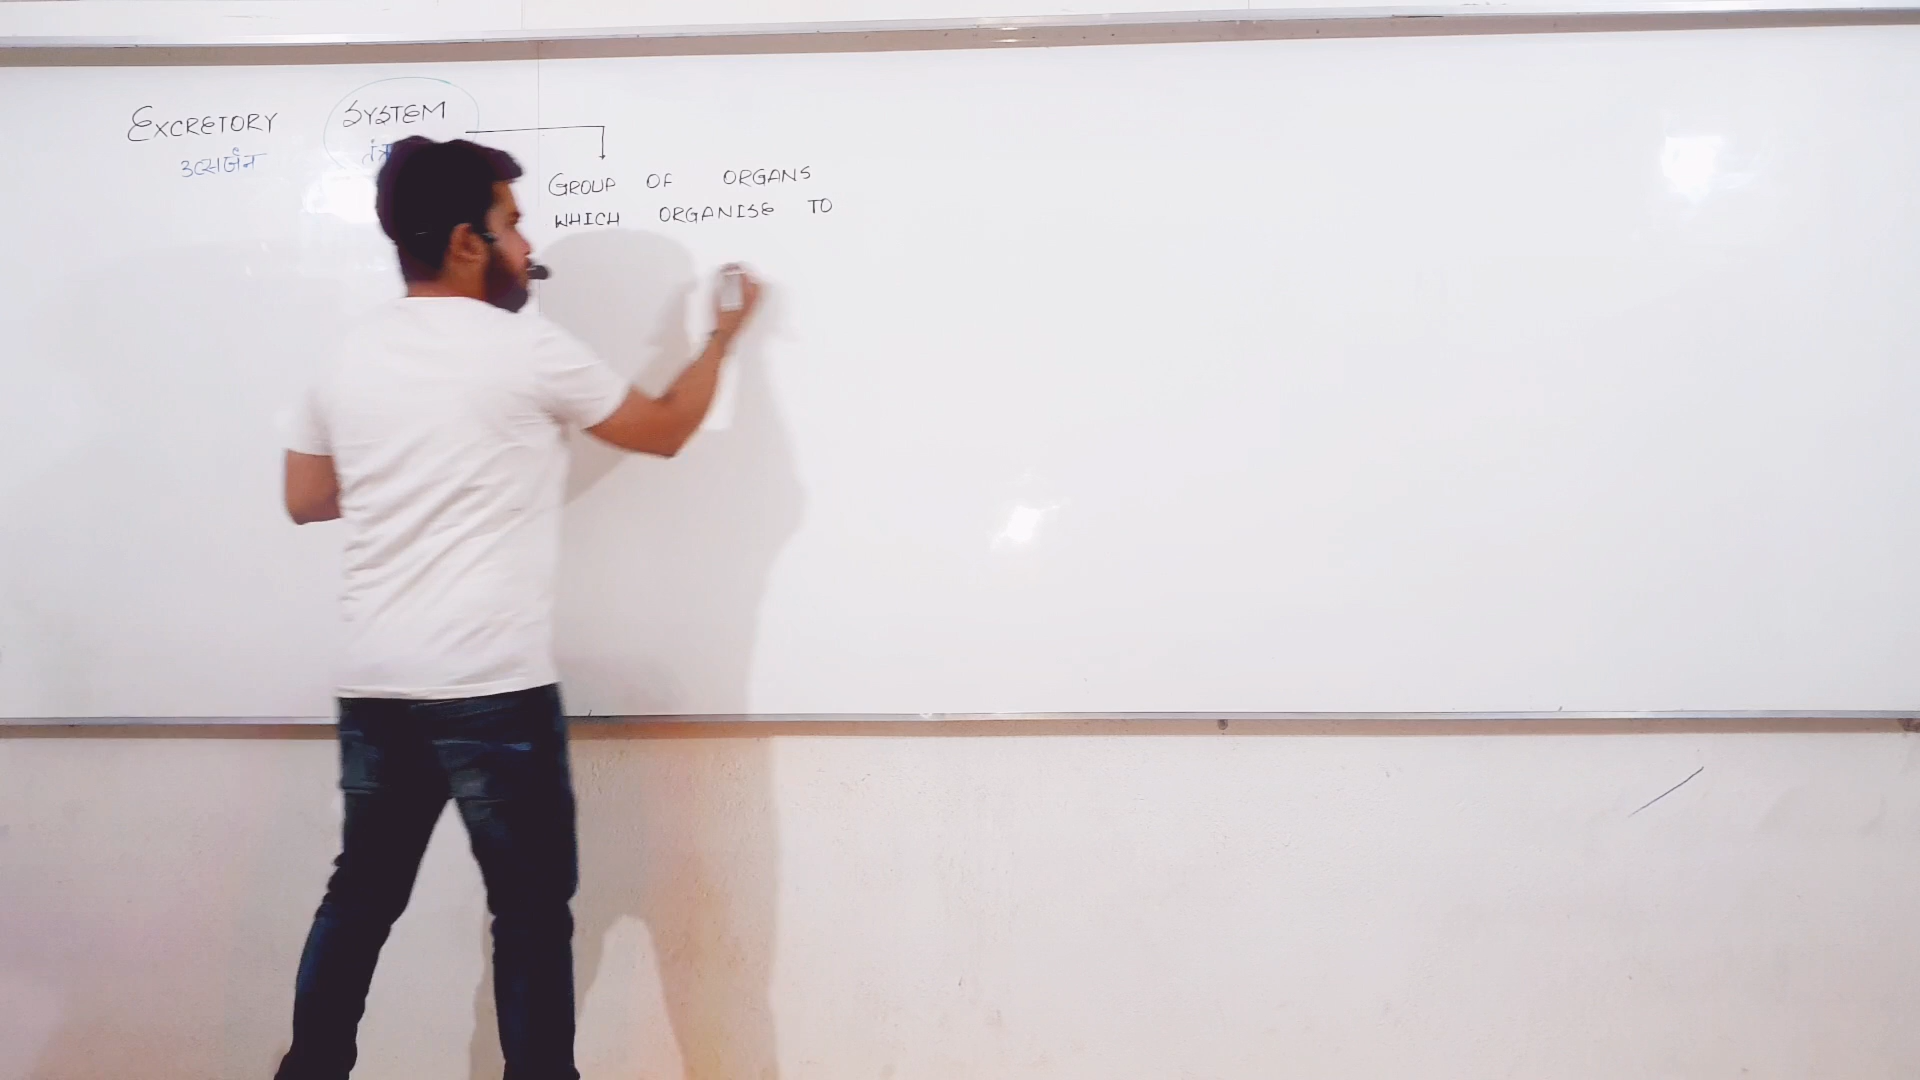 EXCRETORY SYSTEM
उत्सर्जन
GROUP OF ORGANS
WHICH ORGANISE TO